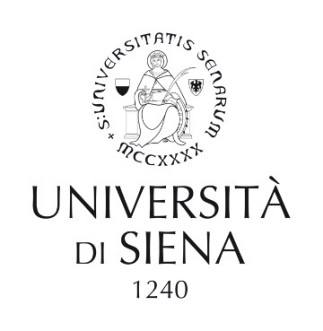 + S: UNIVERSITATIS SENARUM
MCCXXXX
UNIVERSITÀ
DI SIENA
1240